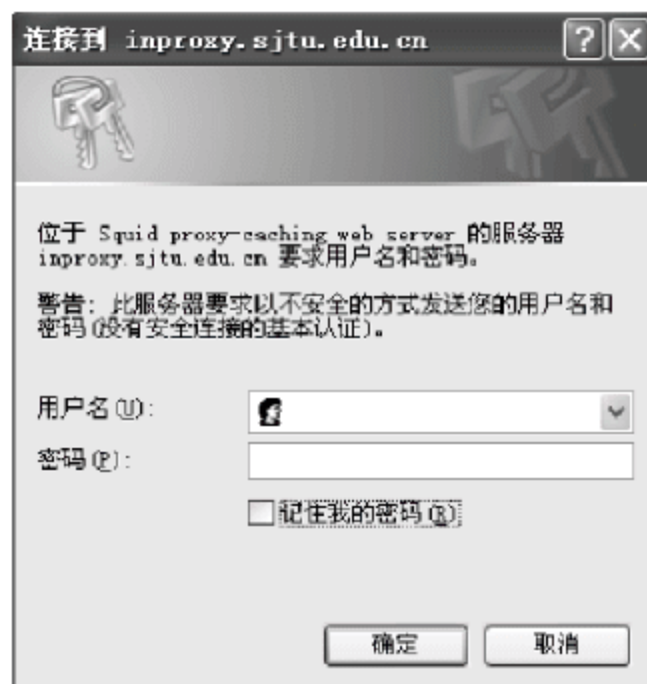 连接到 inproxy.sjtu.edu.cn
位于 Squid proxy-caching web server 的服务器
inproxy.sjtu.edu.cn 要求用户名和密码。
警告: 此服务器要求以不安全的方式发送您的用户名和
密码(没有安全连接的基本认证)。
用户名(U):
密码(P):
记住我的密码(R)
确定 取消